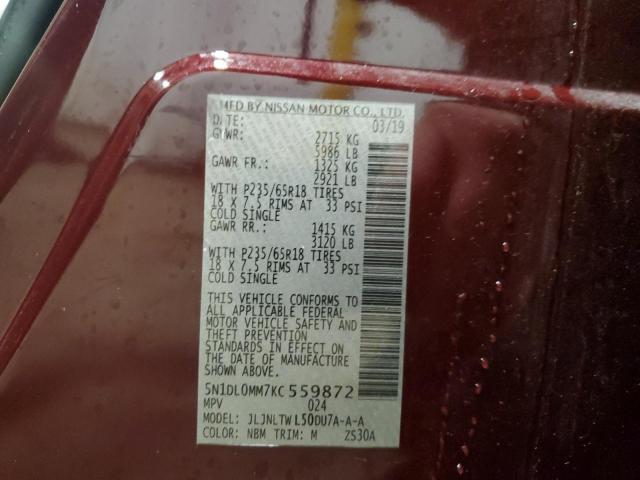 MFD BY NISSAN MOTOR CO., LTD.
DATE: 03/19
GVWR: 2715 KG
5986 LB
GAWR FR.: 1325 KG
2921 LB
WITH P235/65R18 TIRES
18 X 7.5 RIMS AT 33 PSI
COLD SINGLE
GAWR RR.: 1415 KG
3120 LB
WITH P235/65R18 TIRES
18 X 7.5 RIMS AT 33 PSI
COLD SINGLE
THIS VEHICLE CONFORMS TO
ALL APPLICABLE FEDERAL
MOTOR VEHICLE SAFETY AND
THEFT PREVENTION
STANDARDS IN EFFECT ON
THE DATE OF MANUFACTURE
SHOWN ABOVE.
5N1DL0MM7KC559872
MPV 024
MODEL: JLJNLTWL50DU7A-A-A
COLOR: NBM TRIM: M ZS30A